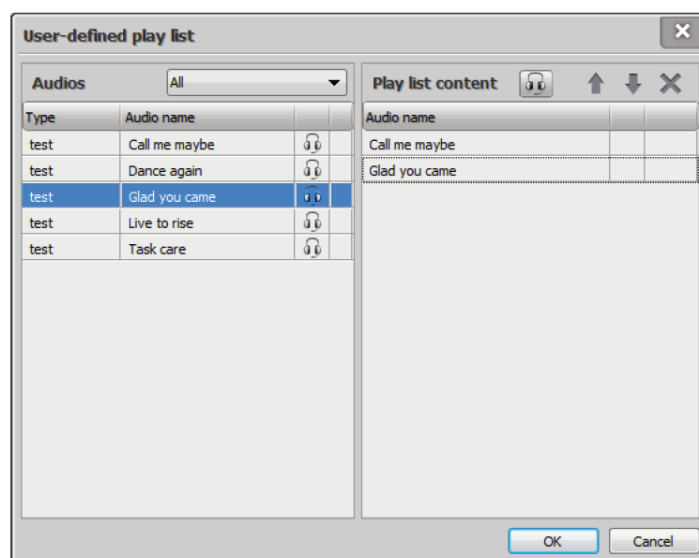 User-defined play list
Audios All
Type Audio name
test Call me maybe
test Dance again
test Glad you came
test Live to rise
test Task care
Play list content
Audio name
Call me maybe
Glad you came
OK Cancel